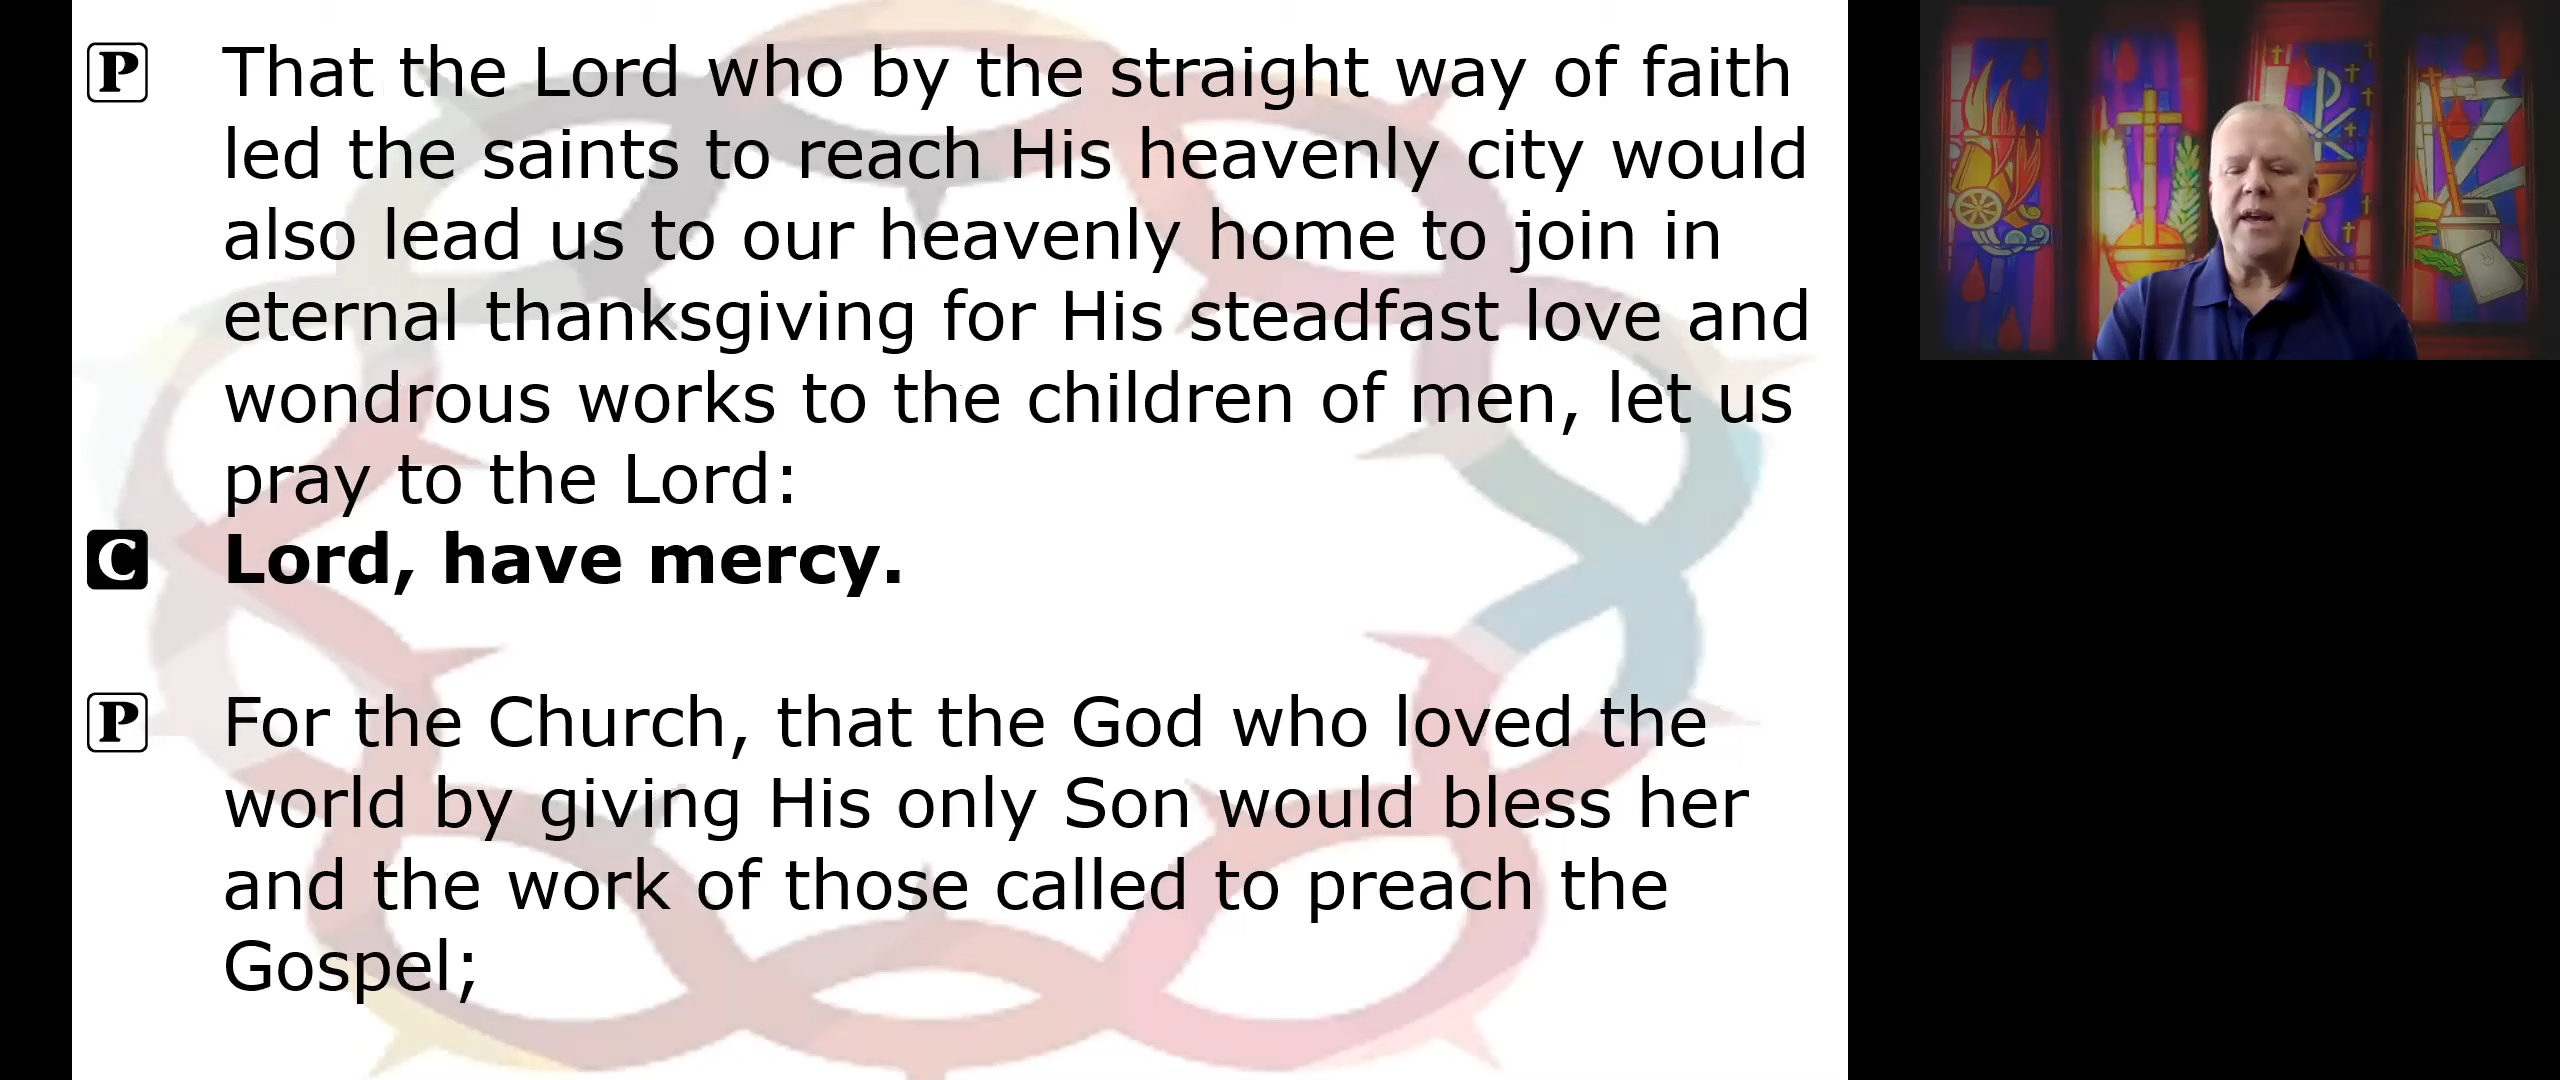 P That the Lord who by the straight way of faith
led the saints to reach His heavenly city would
also lead us to our heavenly home to join in
eternal thanksgiving for His steadfast love and
wondrous works to the children of men, let us
pray to the Lord:
C Lord, have mercy.
P For the Church, that the God who loved the
world by giving His only Son would bless her
and the work of those called to preach the
Gospel;